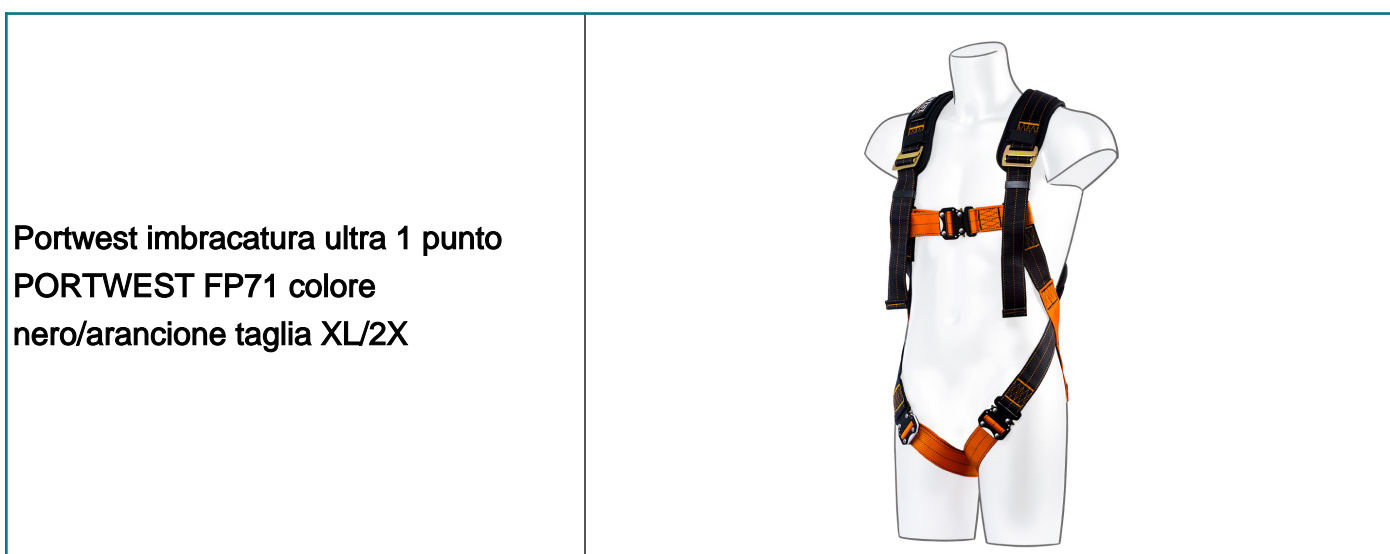 Portwest imbracatura ultra 1 punto
PORTWEST FP71 colore
nero/arancione taglia XL/2X